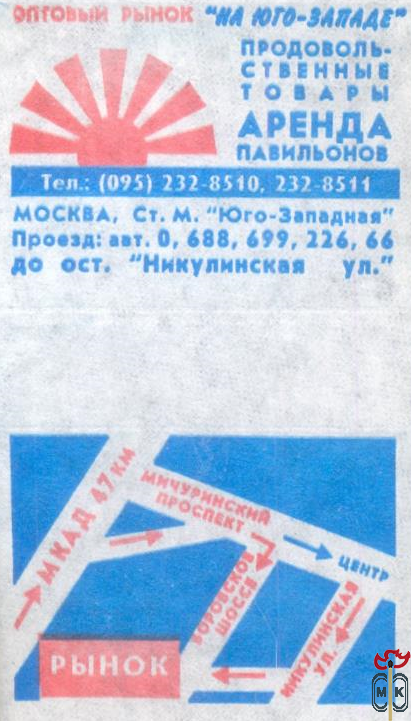 ОПТОВЫЙ РЫНОК "НА ЮГО-ЗАПАДЕ"
ПРОДОВОЛЬ-
СТВЕННЫЕ
ТОВАРЫ
АРЕНДА
ПАВИЛЬОНОВ
Тел.: (095) 232-8510, 232-8511
МОСКВА, Ст. М. "Юго-Западная"
Проезд: авт. 0, 688, 699, 226, 66
до ост. "Никулинская ул."
МКАД 47 КМ
МИЧУРИНСКИЙ
ПРОСПЕКТ
ЦЕНТР
БОРОВСКОЕ
ШОССЕ
НИКУЛИНСКАЯ
УЛ.
РЫНОК
М К